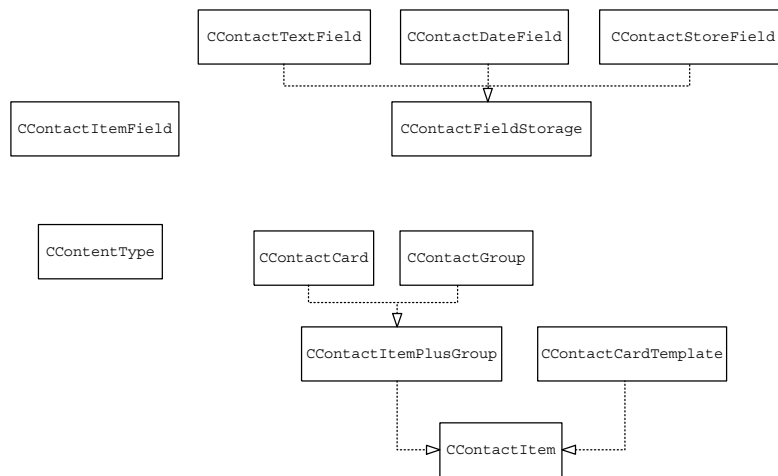 CContactTextField
CContactDateField
CContactStoreField
CContactItemField
CContactFieldStorage
CContentType
CContactCard
CContactGroup
CContactItemPlusGroup
CContactCardTemplate
CContactItem